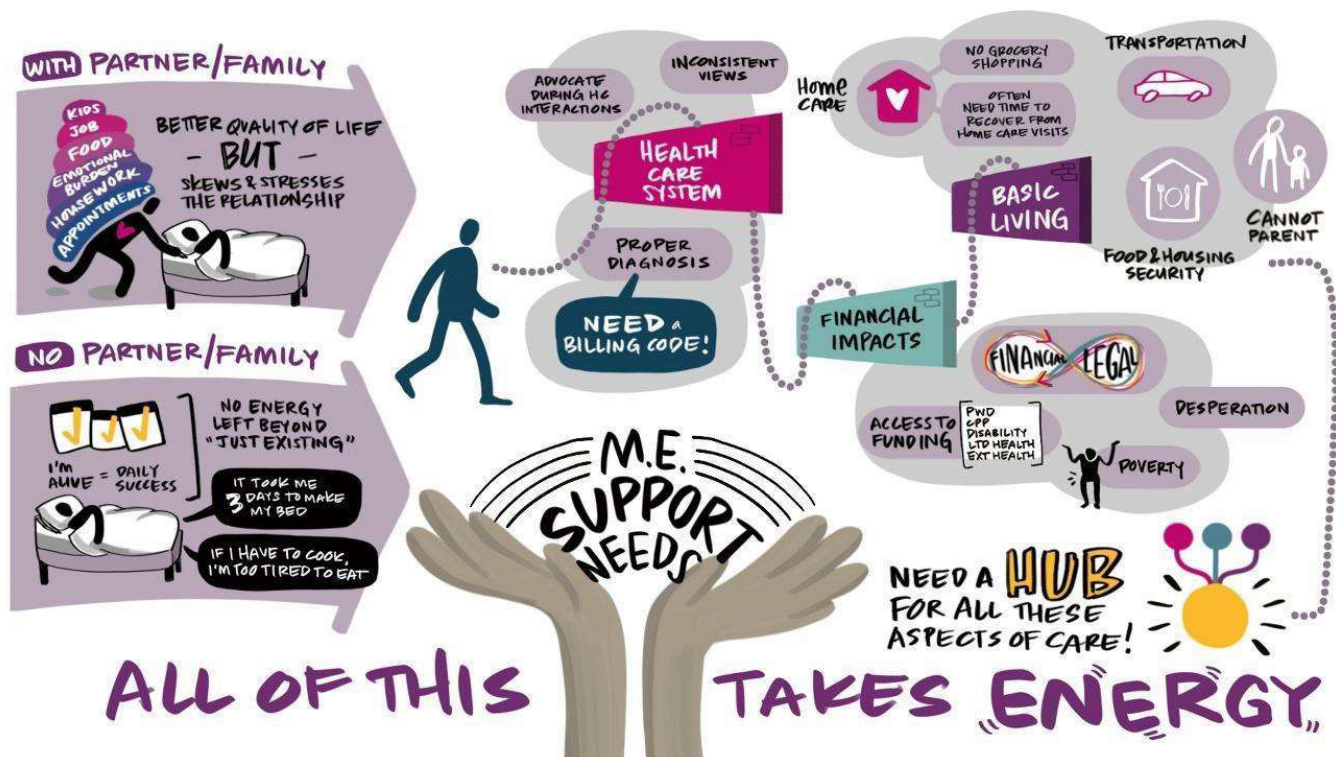 WITH PARTNER/FAMILY
KIDS
JOB
FOOD
EMOTIONAL
BURDEN
HOUSEWORK
APPOINTMENTS
BETTER QUALITY OF LIFE
- BUT -
SKEWS & STRESSES
THE RELATIONSHIP
NO PARTNER/FAMILY
I'M
ALIVE = DAILY
SUCCESS
NO ENERGY
LEFT BEYOND
"JUST EXISTING"
IT TOOK ME
3 DAYS TO MAKE
MY BED
IF I HAVE TO COOK,
I'M TOO TIRED TO EAT
ADVOCATE
DURING HC
INTERACTIONS
INCONSISTENT
VIEWS
HEALTH
CARE
SYSTEM
PROPER
DIAGNOSIS
NEED a
BILLING CODE!
FINANCIAL
IMPACTS
FINANCIAL LEGAL
ACCESS TO
FUNDING
PWD
CPP
DISABILITY
LTD HEALTH
EXT HEALTH
POVERTY
DESPERATION
HOME
CARE
NO GROCERY
SHOPPING
OFTEN
NEED TIME TO
RECOVER FROM
HOME CARE VISITS
BASIC
LIVING
TRANSPORTATION
FOOD & HOUSING
SECURITY
CANNOT
PARENT
M.E.
SUPPORT
NEEDS
NEED A HUB
FOR ALL THESE
ASPECTS OF CARE!
ALL OF THIS TAKES ENERGY